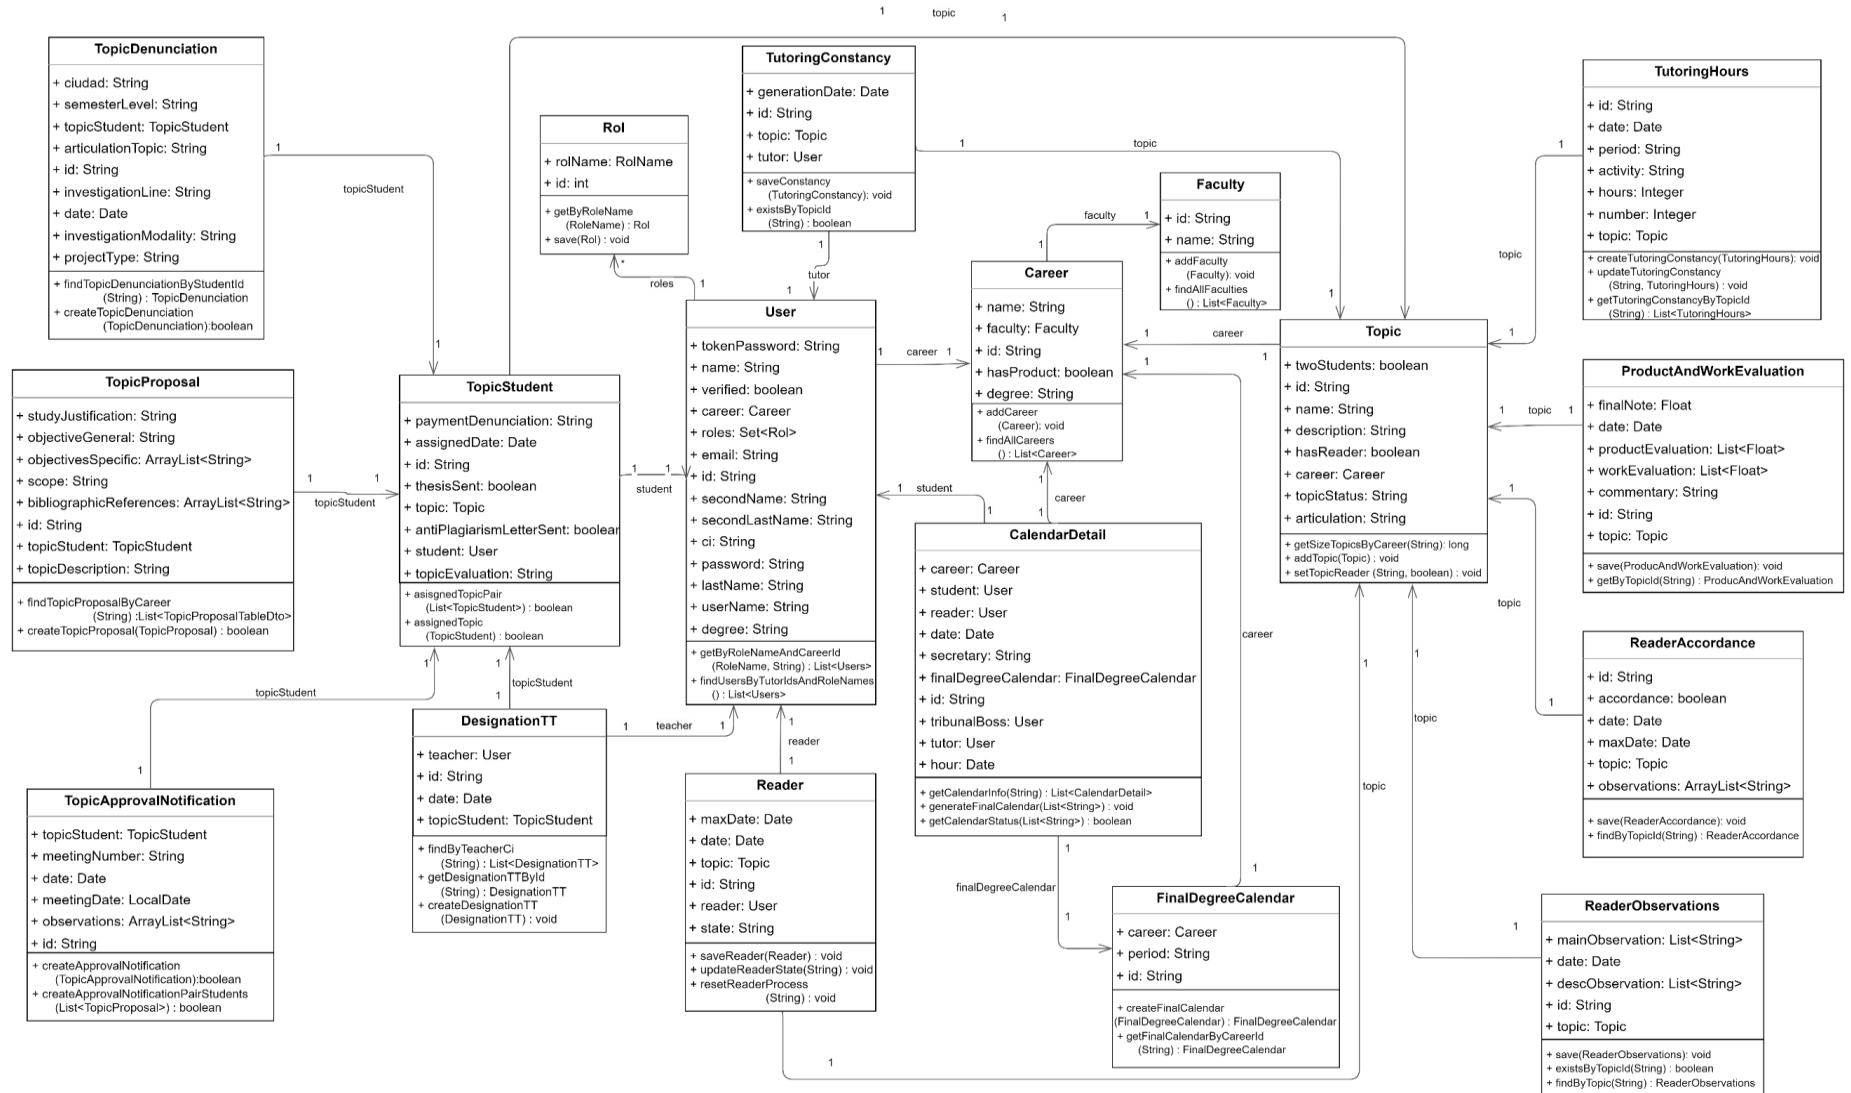 1
topic
1
TopicDenunciation
+ ciudad: String
+ semesterLevel: String
+ topicStudent: TopicStudent
+ articulationTopic: String
+ id: String
+ investigationLine: String
+ date: Date
+ investigationModality: String
+ projectType: String
+ findTopicDenunciationByStudentId
(String) : TopicDenunciation
+ createTopicDenunciation
(TopicDenunciation):boolean
1
topicStudent
1
Rol
+ rolName: RolName
+ id: int
+ getByRoleName
(RoleName) : Rol
+ save(Rol) : void
*
roles
1
TutoringConstancy
+ generationDate: Date
+ id: String
+ topic: Topic
+ tutor: User
+ saveConstancy
(TutoringConstancy): void
+ existsByTopicId
(String) : boolean
1
tutor
1
1
topic
1
Faculty
+ id: String
+ name: String
+ addFaculty
(Faculty): void
+ findAllFaculties
() : List<Faculty>
faculty
1
1
Career
+ name: String
+ faculty: Faculty
+ id: String
+ hasProduct: boolean
+ degree: String
+ addCareer
(Career): void
+ findAllCareers
() : List<Career>
1
career
1
TutoringHours
+ id: String
+ date: Date
+ period: String
+ activity: String
+ hours: Integer
+ number: Integer
+ topic: Topic
+ createTutoringConstancy(TutoringHours): void
+ updateTutoringConstancy
(String, TutoringHours) : void
+ getTutoringConstancyByTopicId
(String) : List<TutoringHours>
1
topic
1
TopicProposal
+ studyJustification: String
+ objectiveGeneral: String
+ objectivesSpecific: ArrayList<String>
+ scope: String
+ bibliographicReferences: ArrayList<String>
+ id: String
+ topicStudent: TopicStudent
+ topicDescription: String
+ findTopicProposalByCareer
(String) :List<TopicProposalTableDto>
+ createTopicProposal(TopicProposal) : boolean
1
1
topicStudent
TopicStudent
+ paymentDenunciation: String
+ assignedDate: Date
+ id: String
+ thesisSent: boolean
+ topic: Topic
+ antiPlagiarismLetterSent: boolean
+ student: User
+ topicEvaluation: String
+ asisgnedTopicPair
(List<TopicStudent>) : boolean
+ assignedTopic
(TopicStudent) : boolean
1
1
student
User
+ tokenPassword: String
+ name: String
+ verified: boolean
+ career: Career
+ roles: Set<Rol>
+ email: String
+ id: String
+ secondName: String
+ secondLastName: String
+ ci: String
+ password: String
+ lastName: String
+ userName: String
+ degree: String
+ getByRoleNameAndCareerId
(RoleName, String) : List<Users>
+ findUsersByTutorIdsAndRoleNames
() : List<Users>
1
career
1
1
career
1
Topic
+ twoStudents: boolean
+ id: String
+ name: String
+ description: String
+ hasReader: boolean
+ career: Career
+ topicStatus: String
+ articulation: String
+ getSizeTopicsByCareer(String): long
+ addTopic(Topic) : void
+ setTopicReader (String, boolean) : void
ProductAndWorkEvaluation
+ finalNote: Float
+ date: Date
+ productEvaluation: List<Float>
+ workEvaluation: List<Float>
+ commentary: String
+ id: String
+ topic: Topic
+ save(ProducAndWorkEvaluation): void
+ getByTopicId(String) : ProducAndWorkEvaluation
1
topic
1
1
student
1
CalendarDetail
+ career: Career
+ student: User
+ reader: User
+ date: Date
+ secretary: String
+ finalDegreeCalendar: FinalDegreeCalendar
+ id: String
+ tribunalBoss: User
+ tutor: User
+ hour: Date
+ getCalendarInfo(String) : List<CalendarDetail>
+ generateFinalCalendar(List<String>) : void
+ getCalendarStatus(List<String>) : boolean
1
career
1
1
topic
1
ReaderAccordance
+ id: String
+ accordance: boolean
+ date: Date
+ maxDate: Date
+ topic: Topic
+ observations: ArrayList<String>
+ save(ReaderAccordance): void
+ findByTopicId(String) : ReaderAccordance
1
topicStudent
1
TopicApprovalNotification
+ topicStudent: TopicStudent
+ meetingNumber: String
+ date: Date
+ meetingDate: LocalDate
+ observations: ArrayList<String>
+ id: String
+ createApprovalNotification
(TopicApprovalNotification):boolean
+ createApprovalNotificationPairStudents
(List<TopicProposal>) : boolean
1
topicStudent
1
DesignationTT
+ teacher: User
+ id: String
+ date: Date
+ topicStudent: TopicStudent
+ findByTeacherCi
(String) : List<DesignationTT>
+ getDesignationTTById
(String) : DesignationTT
+ createDesignationTT
(DesignationTT) : void
1
teacher
1
1
reader
1
Reader
+ maxDate: Date
+ date: Date
+ topic: Topic
+ id: String
+ reader: User
+ state: String
+ saveReader(Reader) : void
+ updateReaderState(String) : void
+ resetReaderProcess
(String) : void
1
topic
1
1
finalDegreeCalendar
1
FinalDegreeCalendar
+ career: Career
+ period: String
+ id: String
+ createFinalCalendar
(FinalDegreeCalendar) : FinalDegreeCalendar
+ getFinalCalendarByCareerId
(String) : FinalDegreeCalendar
1
topic
1
ReaderObservations
+ mainObservation: List<String>
+ date: Date
+ descObservation: List<String>
+ id: String
+ topic: Topic
+ save(ReaderObservations): void
+ existsByTopicId(String) : boolean
+ findByTopic(String) : ReaderObservations